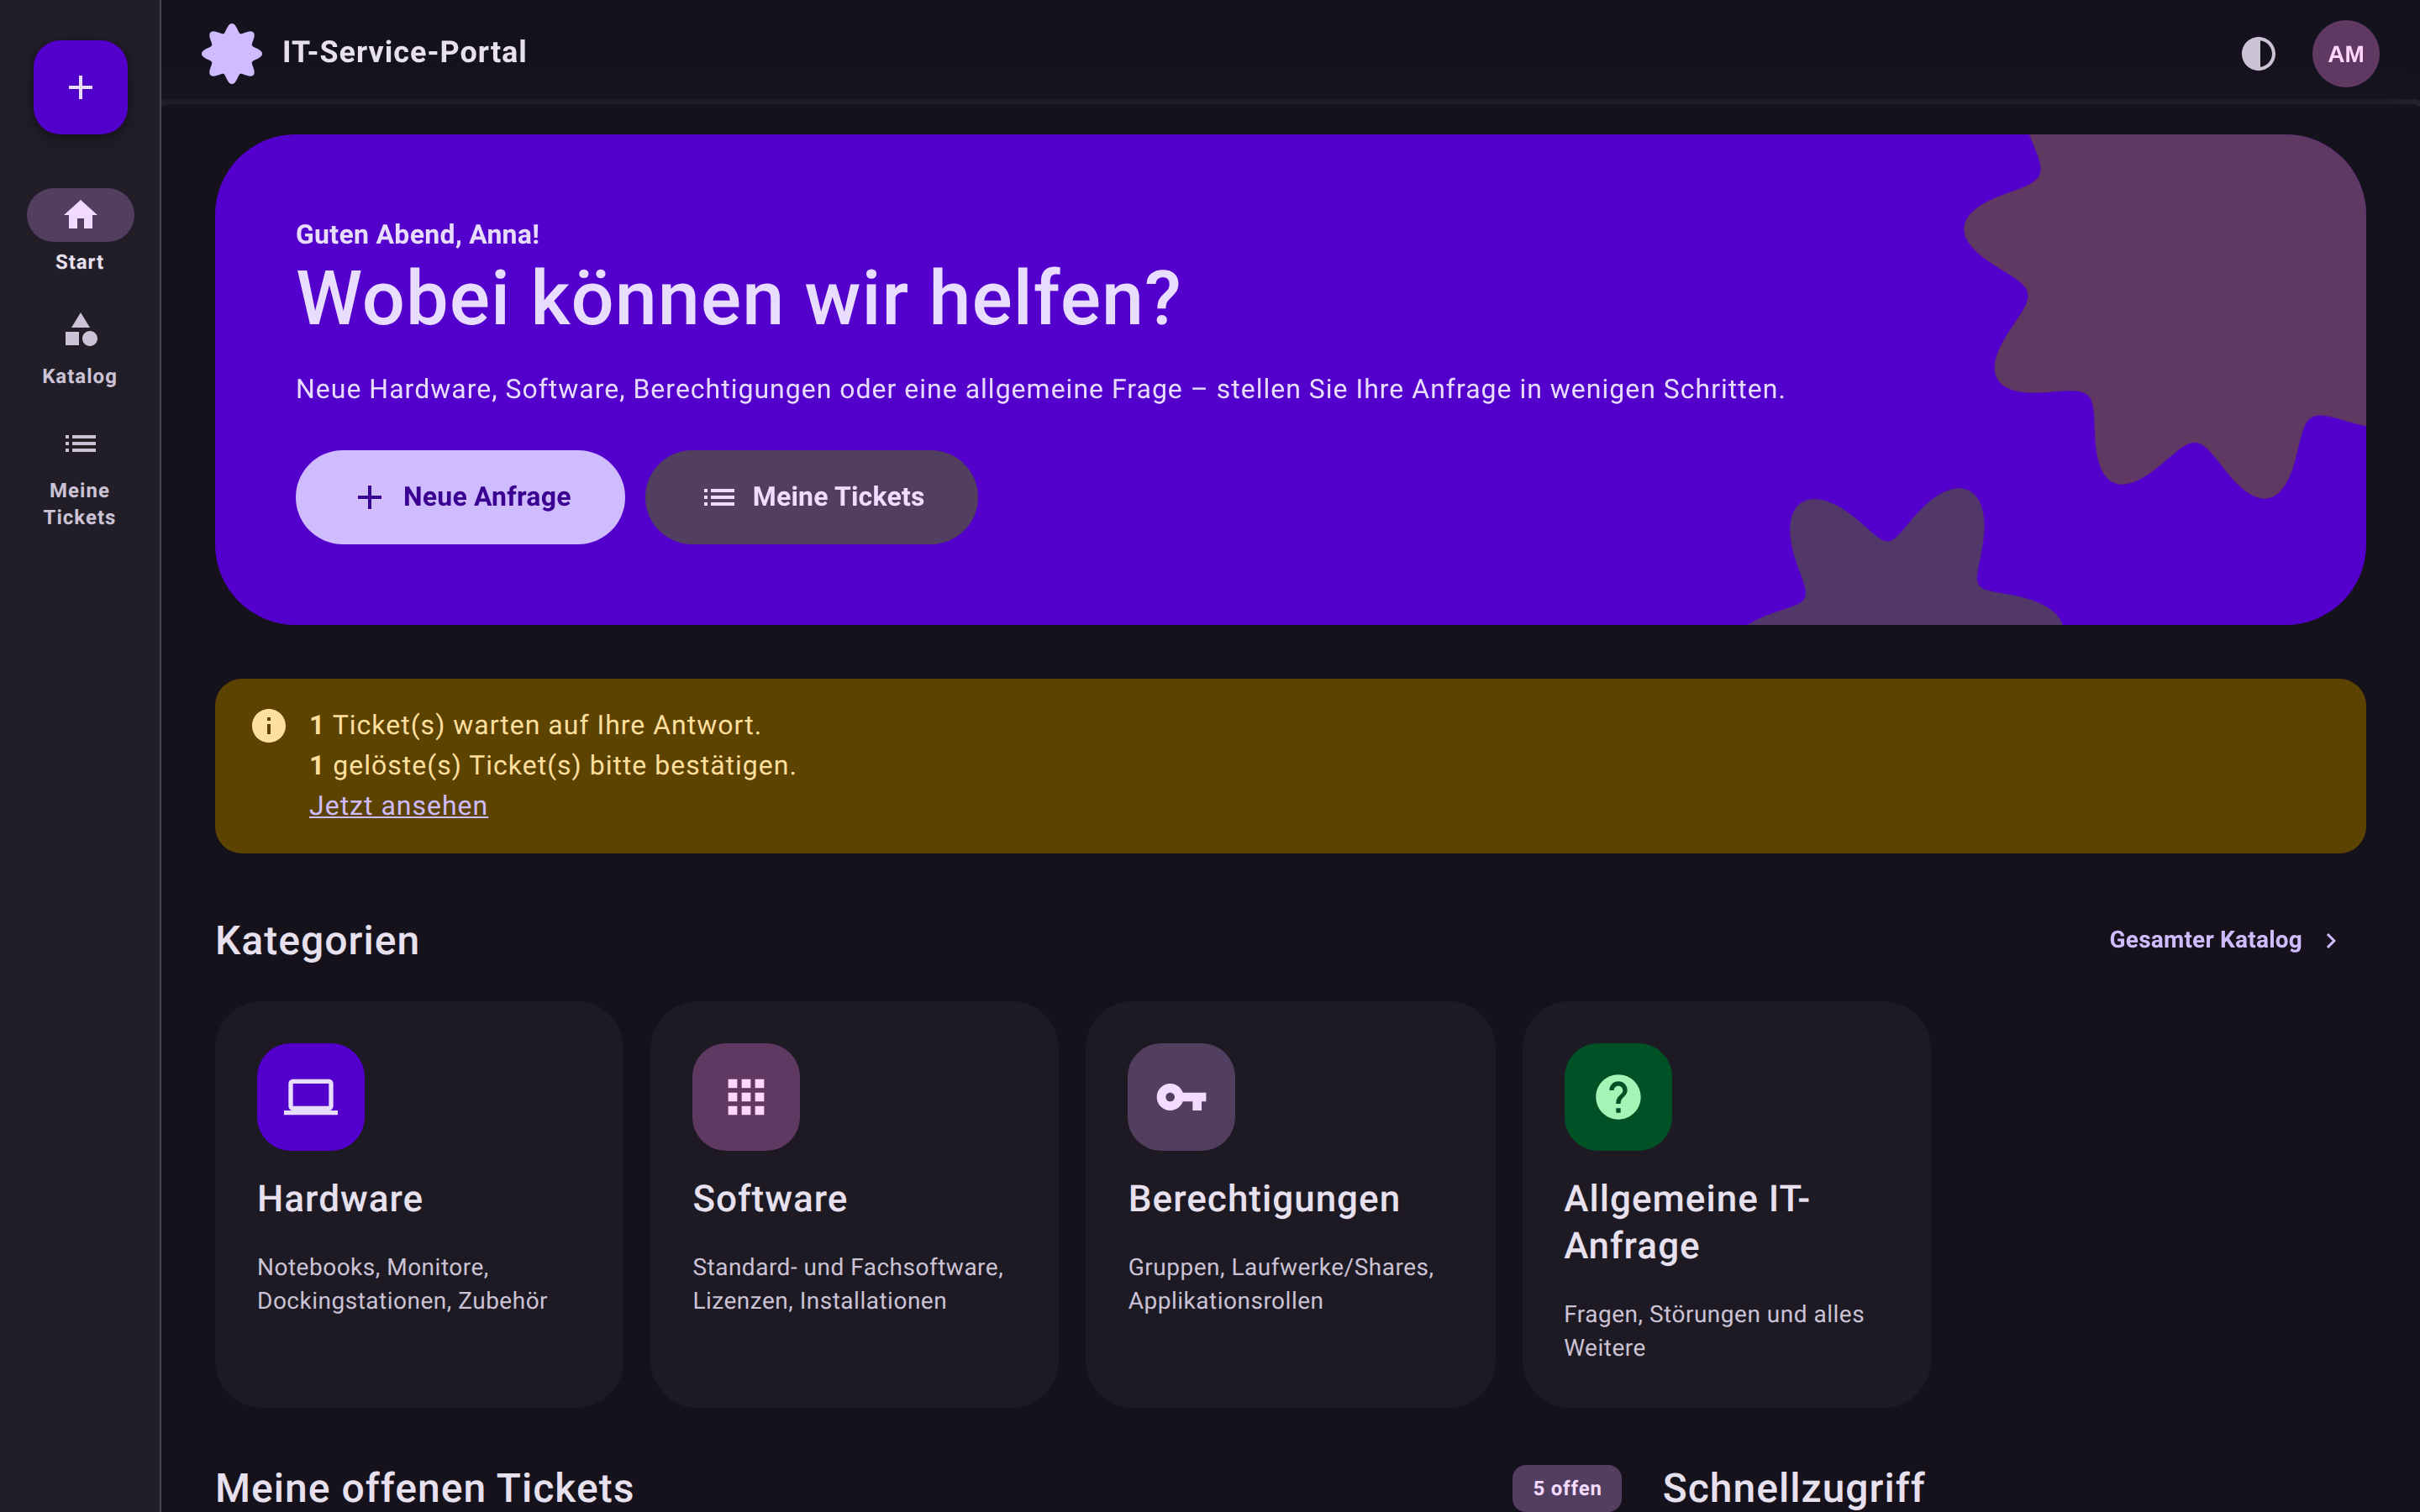 IT-Service-Portal
AM
Start
Katalog
Meine
Tickets
Guten Abend, Anna!
Wobei können wir helfen?
Neue Hardware, Software, Berechtigungen oder eine allgemeine Frage – stellen Sie Ihre Anfrage in wenigen Schritten.
Neue Anfrage
Meine Tickets
1 Ticket(s) warten auf Ihre Antwort.
1 gelöste(s) Ticket(s) bitte bestätigen.
Jetzt ansehen
Kategorien
Gesamter Katalog
Hardware
Notebooks, Monitore,
Dockingstationen, Zubehör
Software
Standard- und Fachsoftware,
Lizenzen, Installationen
Berechtigungen
Gruppen, Laufwerke/Shares,
Applikationsrollen
Allgemeine IT-
Anfrage
Fragen, Störungen und alles
Weitere
Meine offenen Tickets
5 offen
Schnellzugriff